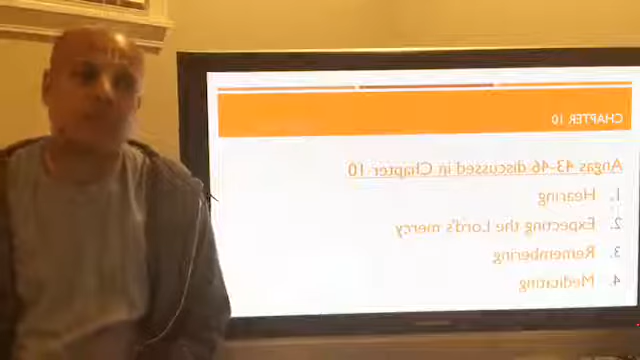 CHAPTER 10
Angas 43-46 discussed in Chapter 10
1. Hearing
2. Expecting the Lord's mercy
3. Remembering
4. Medicating